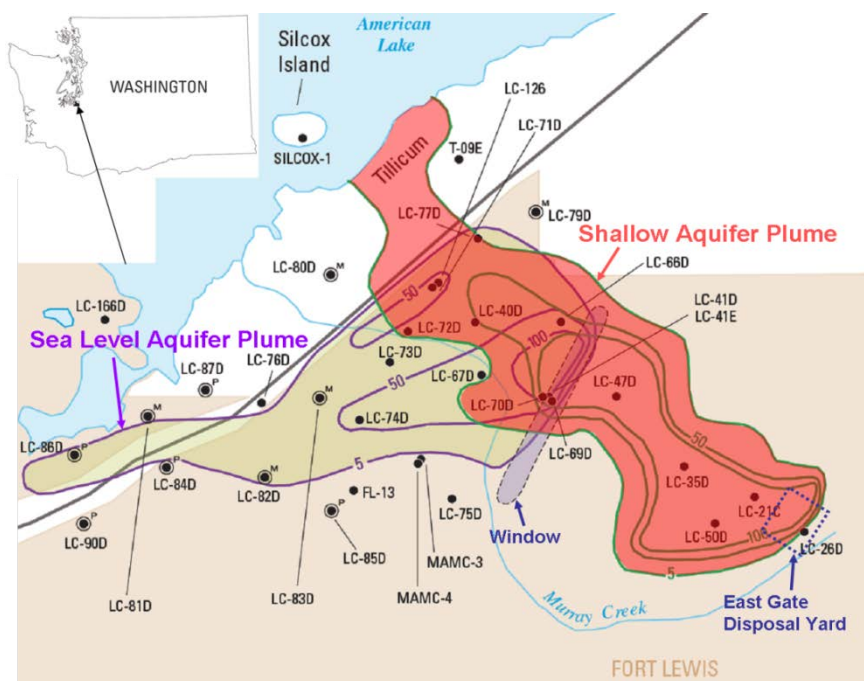 American
Lake
Silcox
Island
WASHINGTON
LC-126
LC-71D
SILCOX-1
Tillicum
T-09E
LC-77D
M
LC-79D
Shallow Aquifer Plume
LC-80D
M
LC-66D
50
LC-166D
LC-40D
LC-41D
LC-41E
Sea Level Aquifer Plume
LC-72D
100
LC-87D
P
LC-76D
LC-73D
LC-67D
50
LC-47D
M
M
LC-70D
LC-74D
50
LC-86D
P
LC-69D
P
LC-84D
5
LC-35D
M
LC-82D
LC-21C
FL-13
P
LC-75D
LC-50D
100
P
LC-90D
LC-85D
Window
LC-26D
5
MAMC-3
LC-81D
LC-83D
MAMC-4
East Gate
Disposal Yard
Murray Creek
FORT LEWIS